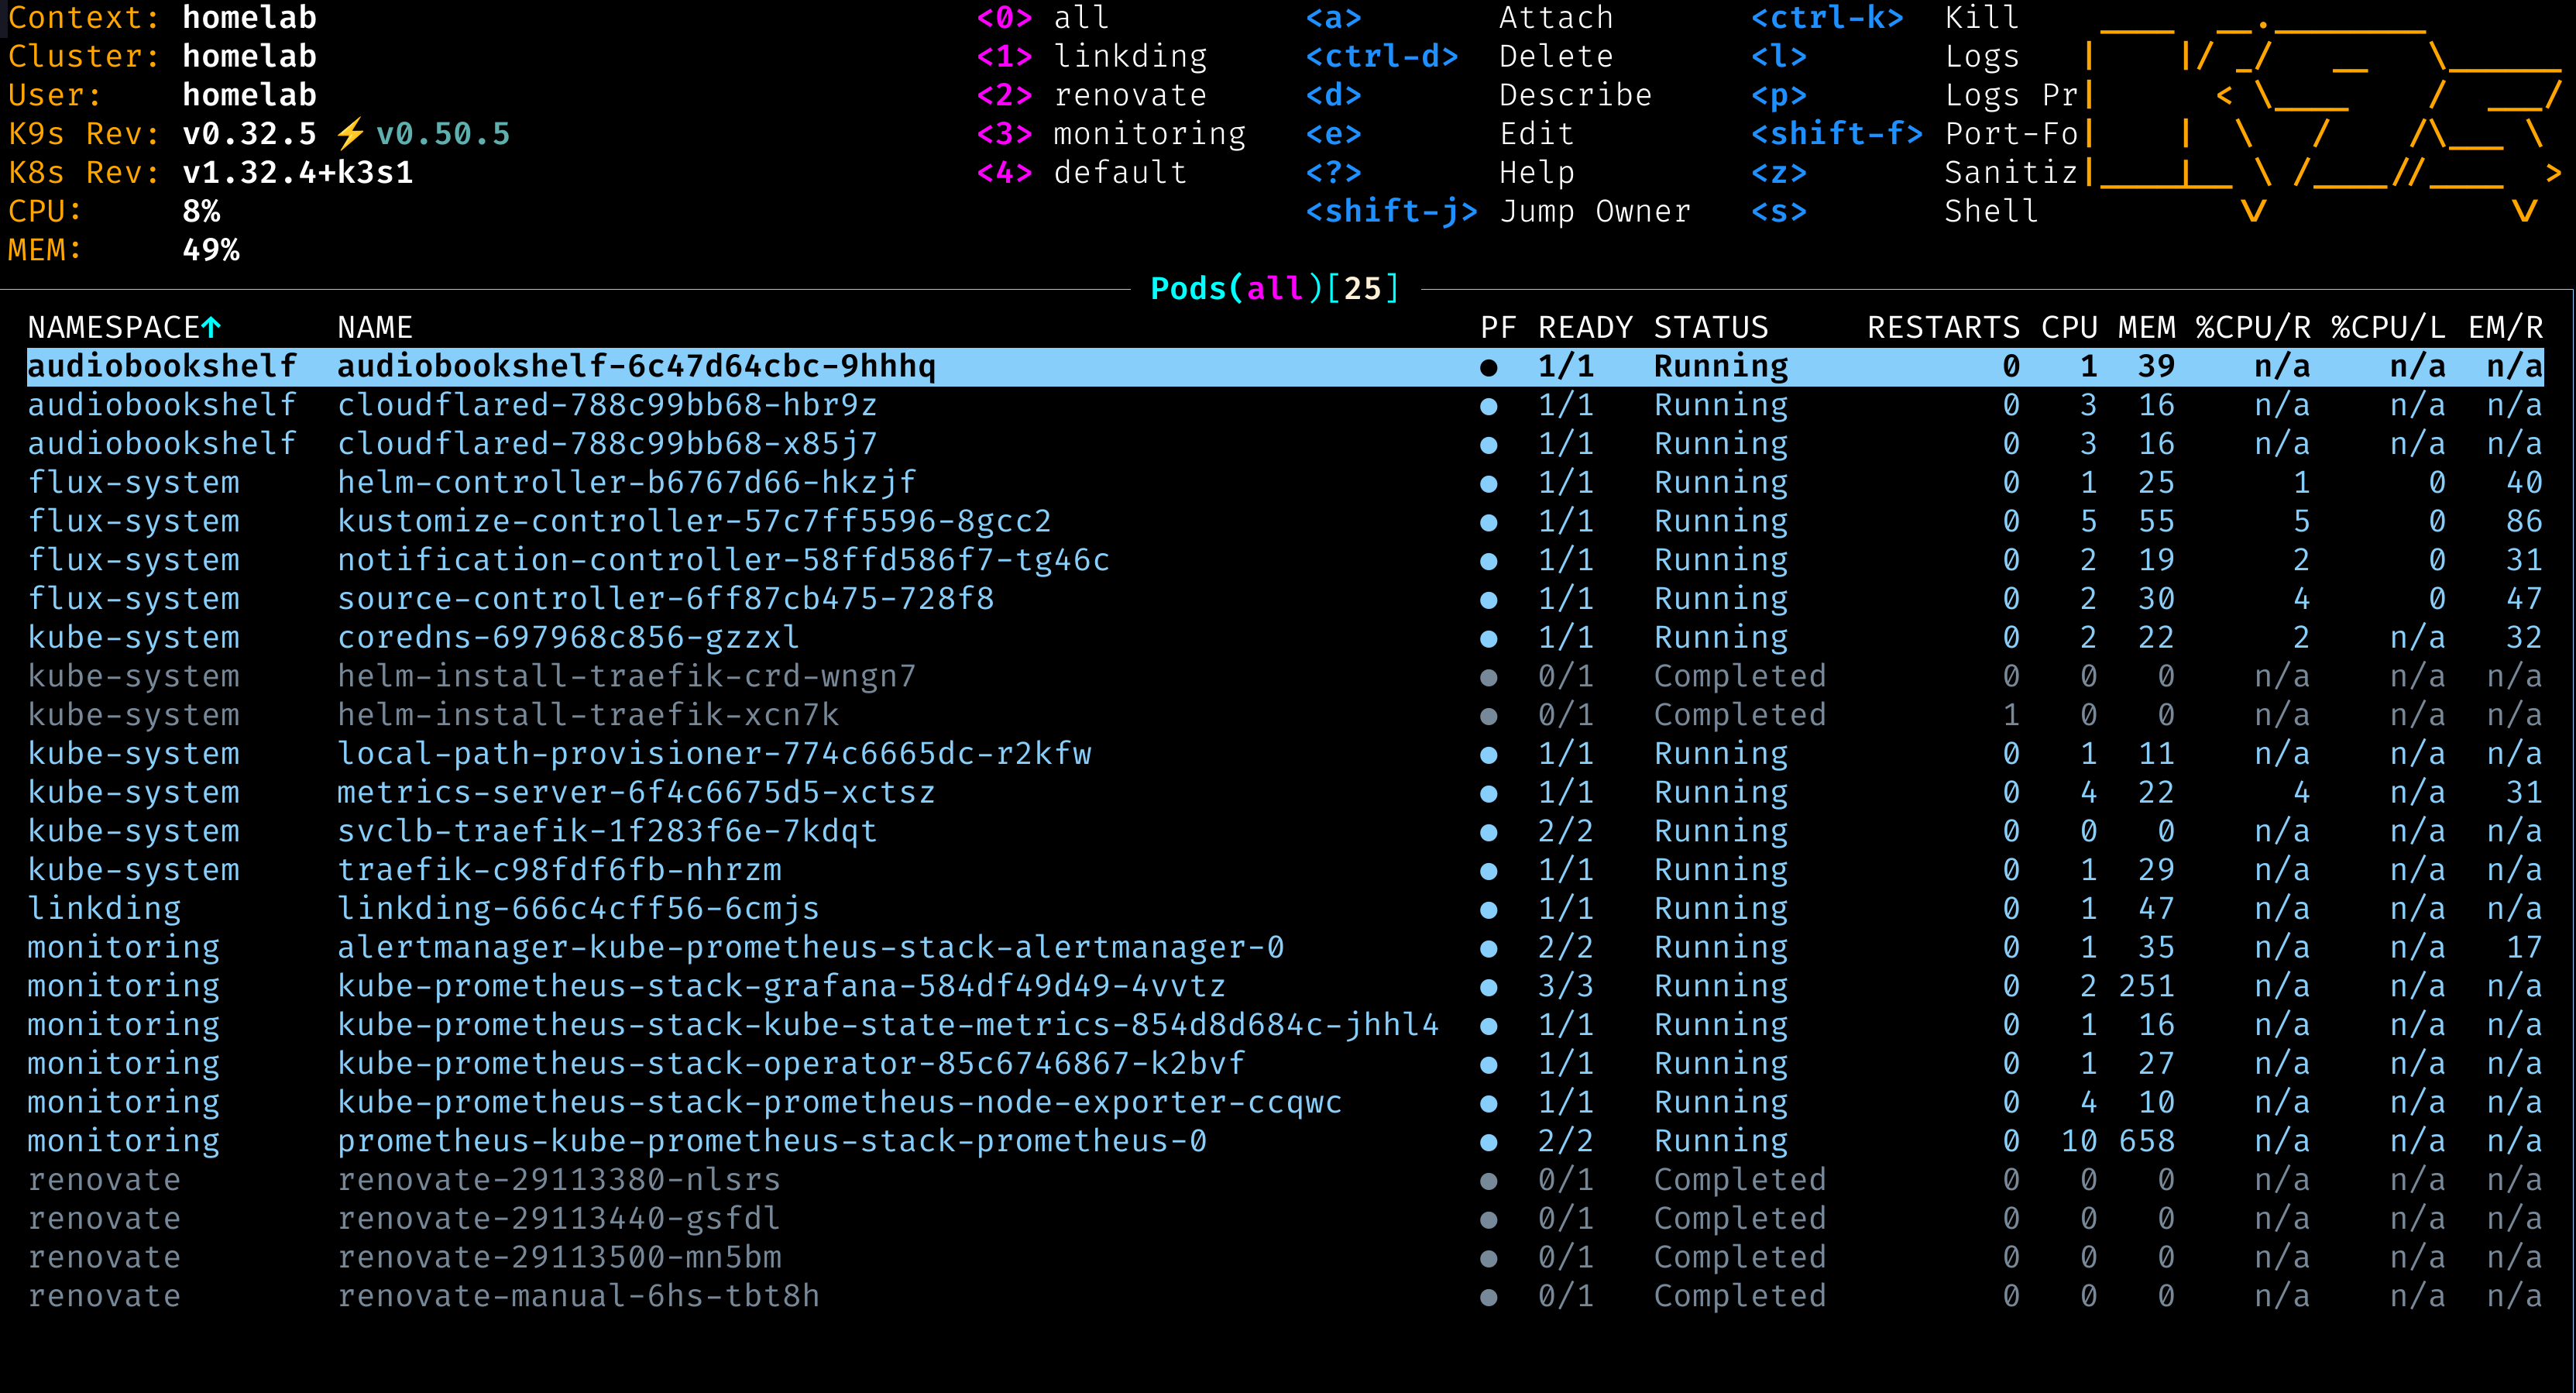 Context: homelab <0> all <a> Attach <ctrl-k> Kill
Cluster: homelab <1> linkding <ctrl-d> Delete <l> Logs
User: homelab <2> renovate <d> Describe <p> Logs Pr
K9s Rev: v0.32.5 ⚡v0.50.5 <3> monitoring <e> Edit <shift-f> Port-Fo
K8s Rev: v1.32.4+k3s1 <4> default <?> Help <z> Sanitiz
CPU: 8% <shift-j> Jump Owner <s> Shell
MEM: 49%
Pods(all)[25]
NAMESPACE↑ NAME PF READY STATUS RESTARTS CPU MEM %CPU/R %CPU/L EM/R
audiobookshelf audiobookshelf-6c47d64cbc-9hhhq ● 1/1 Running 0 1 39 n/a n/a n/a
audiobookshelf cloudflared-788c99bb68-hbr9z ● 1/1 Running 0 3 16 n/a n/a n/a
audiobookshelf cloudflared-788c99bb68-x85j7 ● 1/1 Running 0 3 16 n/a n/a n/a
flux-system helm-controller-b6767d66-hkzjf ● 1/1 Running 0 1 25 1 0 40
flux-system kustomize-controller-57c7ff5596-8gcc2 ● 1/1 Running 0 5 55 5 0 86
flux-system notification-controller-58ffd586f7-tg46c ● 1/1 Running 0 2 19 2 0 31
flux-system source-controller-6ff87cb475-728f8 ● 1/1 Running 0 2 30 4 0 47
kube-system coredns-697968c856-gzzxl ● 1/1 Running 0 2 22 2 n/a 32
kube-system helm-install-traefik-crd-wngn7 ● 0/1 Completed 0 0 0 n/a n/a n/a
kube-system helm-install-traefik-xcn7k ● 0/1 Completed 1 0 0 n/a n/a n/a
kube-system local-path-provisioner-774c6665dc-r2kfw ● 1/1 Running 0 1 11 n/a n/a n/a
kube-system metrics-server-6f4c6675d5-xctsz ● 1/1 Running 0 4 22 4 n/a 31
kube-system svclb-traefik-1f283f6e-7kdqt ● 2/2 Running 0 0 0 n/a n/a n/a
kube-system traefik-c98fdf6fb-nhrzm ● 1/1 Running 0 1 29 n/a n/a n/a
linkding linkding-666c4cff56-6cmjs ● 1/1 Running 0 1 47 n/a n/a n/a
monitoring alertmanager-kube-prometheus-stack-alertmanager-0 ● 2/2 Running 0 1 35 n/a n/a 17
monitoring kube-prometheus-stack-grafana-584df49d49-4vvtz ● 3/3 Running 0 2 251 n/a n/a n/a
monitoring kube-prometheus-stack-kube-state-metrics-854d8d684c-jhhl4 ● 1/1 Running 0 1 16 n/a n/a n/a
monitoring kube-prometheus-stack-operator-85c6746867-k2bvf ● 1/1 Running 0 1 27 n/a n/a n/a
monitoring kube-prometheus-stack-prometheus-node-exporter-ccqwc ● 1/1 Running 0 4 10 n/a n/a n/a
monitoring prometheus-kube-prometheus-stack-prometheus-0 ● 2/2 Running 0 10 658 n/a n/a n/a
renovate renovate-29113380-nlsrs ● 0/1 Completed 0 0 0 n/a n/a n/a
renovate renovate-29113440-gsfdl ● 0/1 Completed 0 0 0 n/a n/a n/a
renovate renovate-29113500-mn5bm ● 0/1 Completed 0 0 0 n/a n/a n/a
renovate renovate-manual-6hs-tbt8h ● 0/1 Completed 0 0 0 n/a n/a n/a